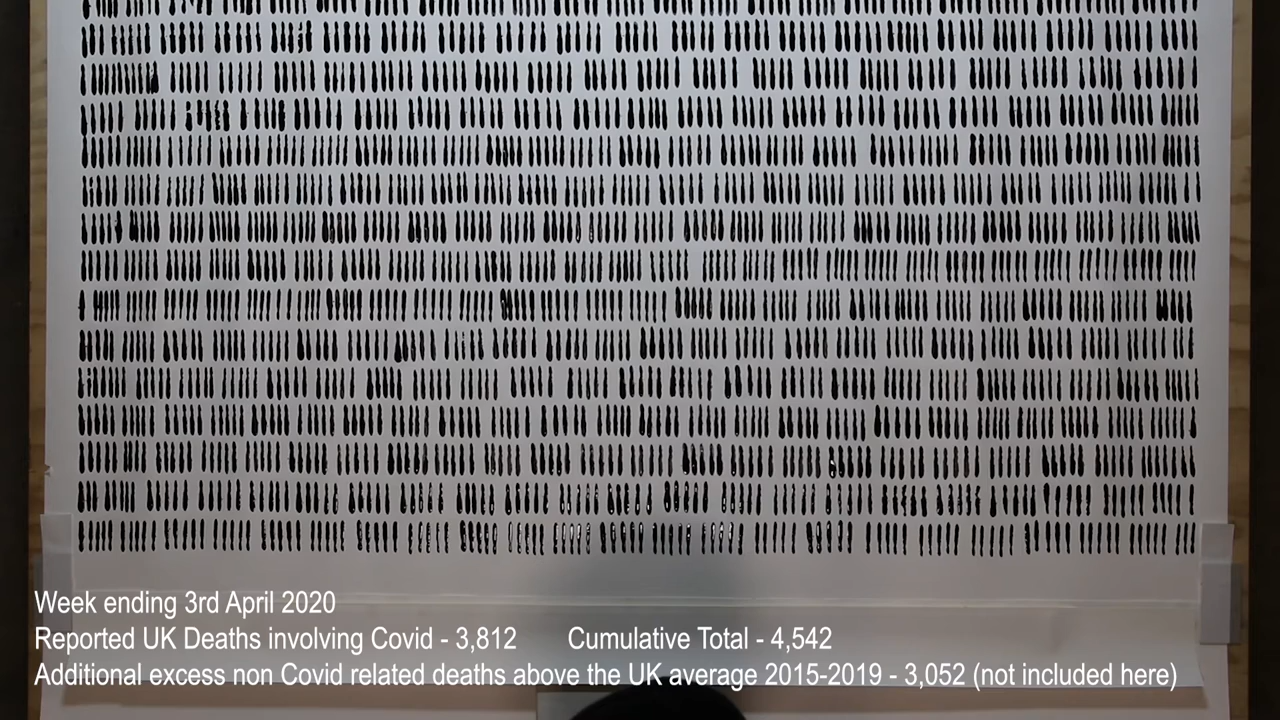 Week ending 3rd April 2020
Reported UK Deaths involving Covid - 3,812 Cumulative Total - 4,542
Additional excess non Covid related deaths above the UK average 2015-2019 - 3,052 (not included here)